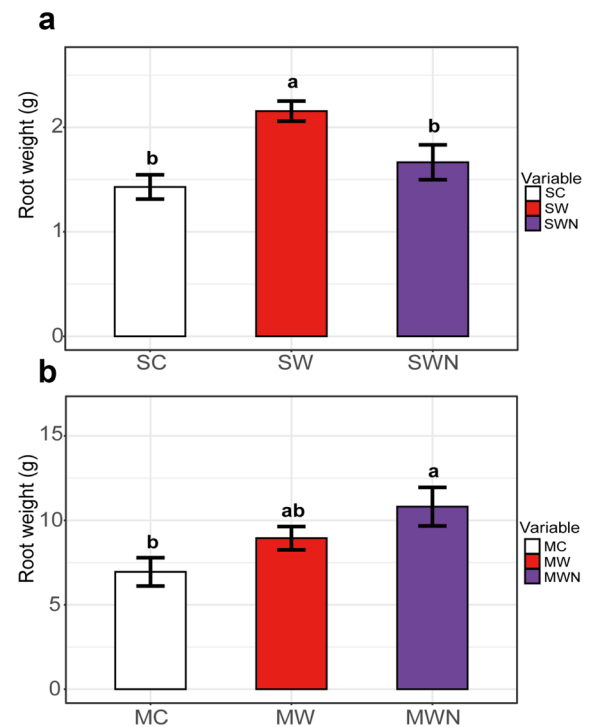 a
Root weight (g)
2
1
0
b
a
b
SC
SW
SWN
Variable
SC
SW
SWN
b
Root weight (g)
15
10
5
0
b
ab
a
MC
MW
MWN
Variable
MC
MW
MWN